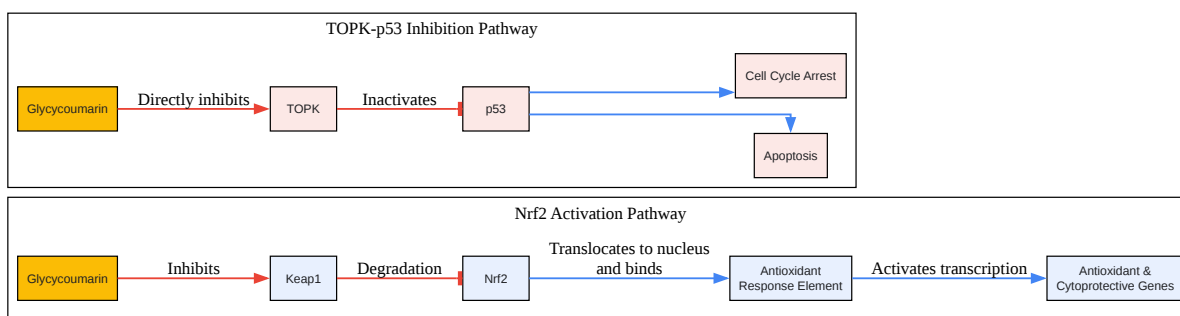 TOPK-p53 Inhibition Pathway
Glycycoumarin
Directly inhibits
TOPK
Inactivates
p53
Cell Cycle Arrest
Apoptosis
Nrf2 Activation Pathway
Glycycoumarin
Inhibits
Keap1
Degradation
Nrf2
Translocates to nucleus
and binds
Antioxidant
Response Element
Activates transcription
Antioxidant &
Cytoprotective Genes